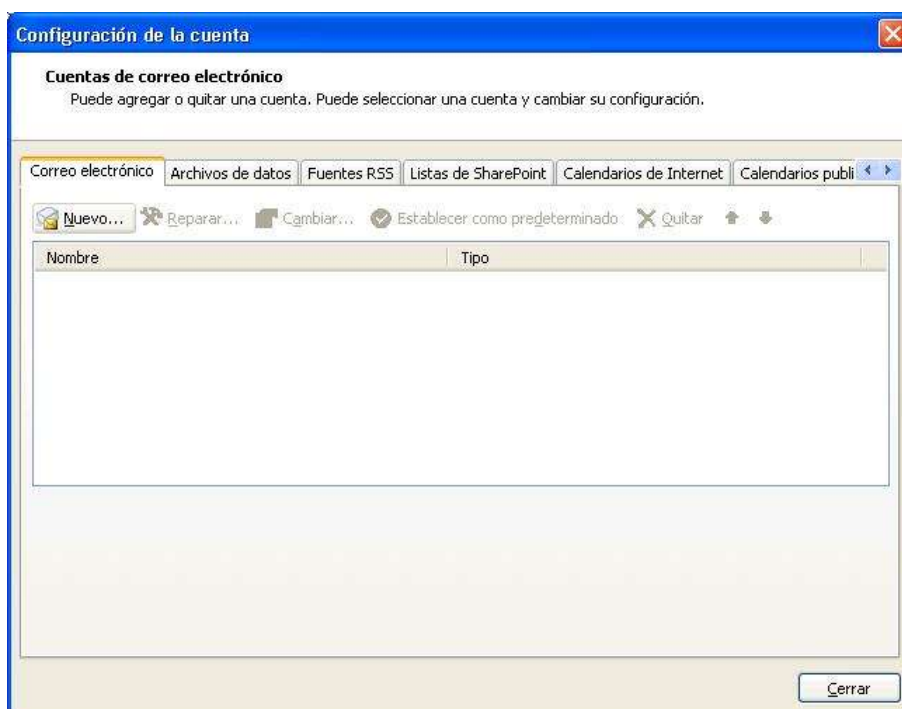 Configuración de la cuenta
Cuentas de correo electrónico
Puede agregar o quitar una cuenta. Puede seleccionar una cuenta y cambiar su configuración.
Correo electrónico Archivos de datos Fuentes RSS Listas de SharePoint Calendarios de Internet Calendarios publi
Nuevo... Reparar... Cambiar... Establecer como predeterminado Quitar
Nombre Tipo
Cerrar